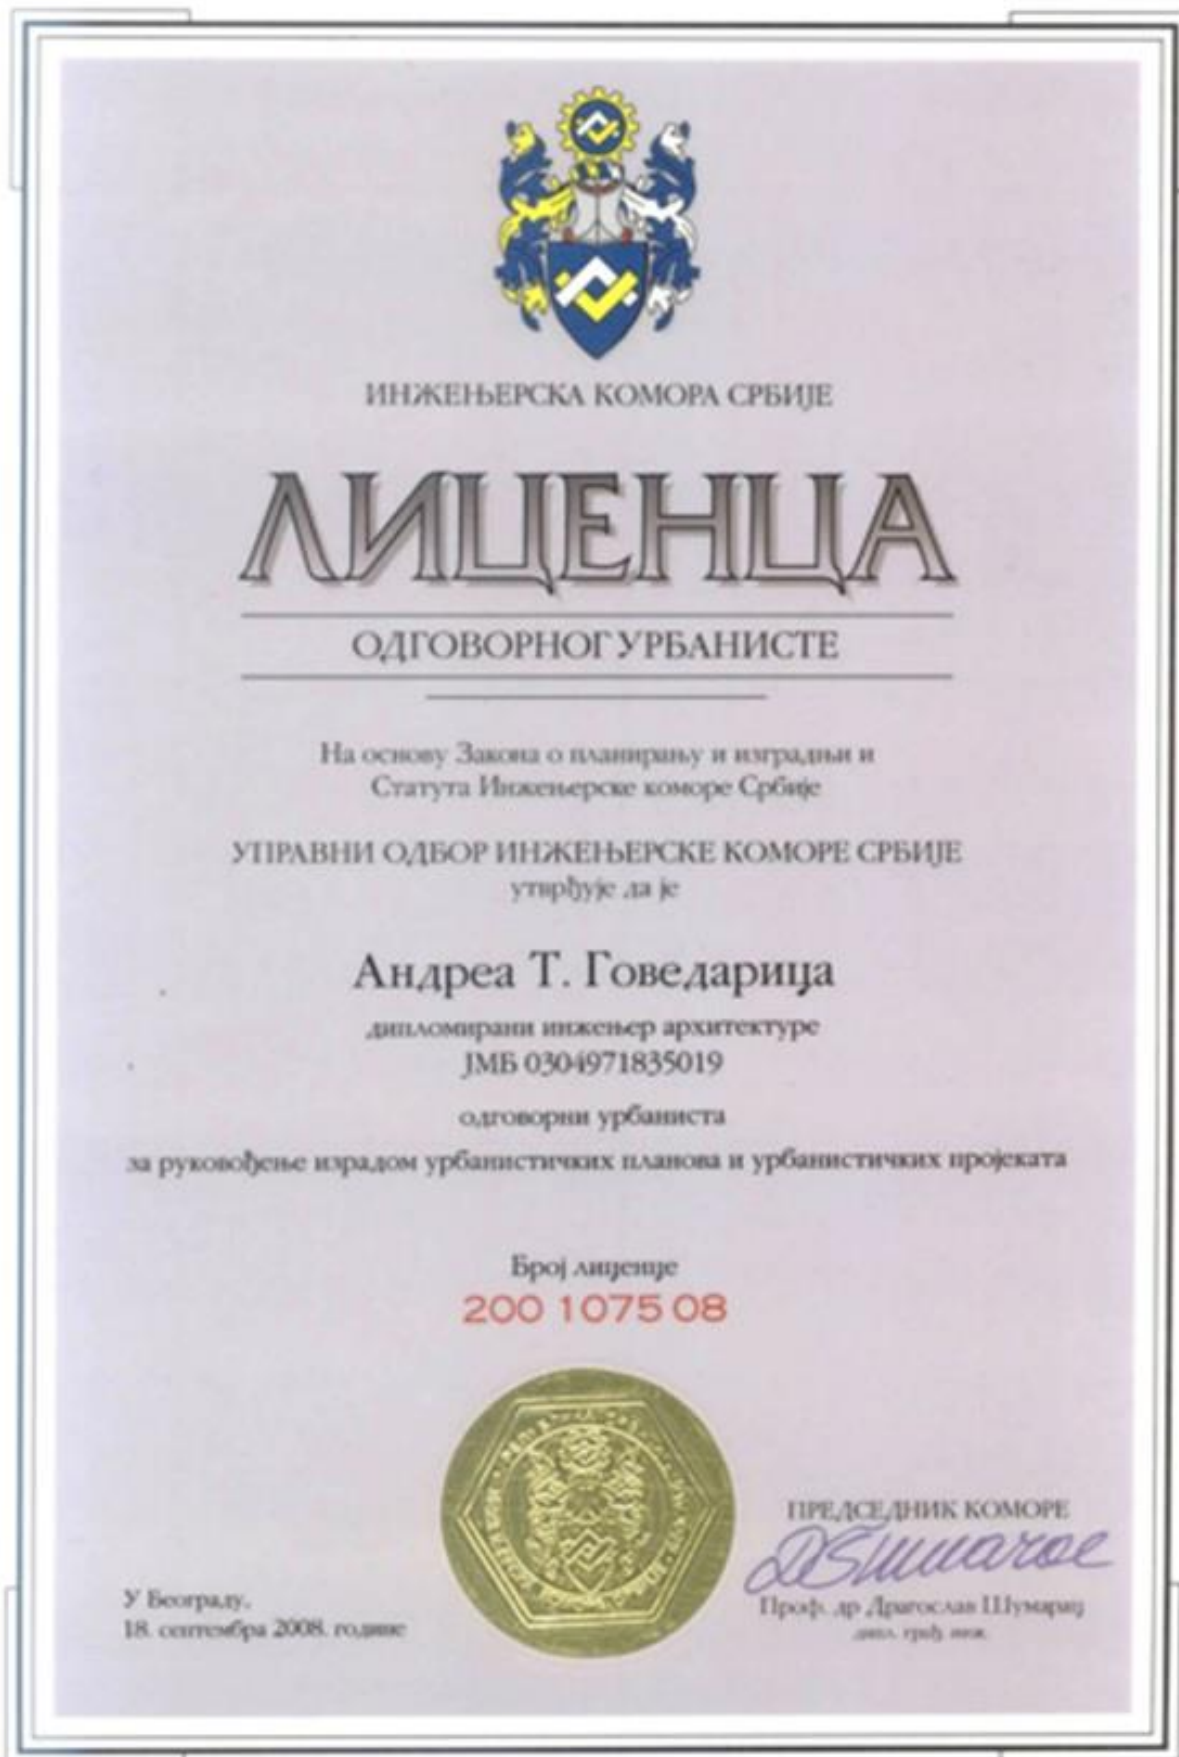 ИНЖЕЊЕРСКА КОМОРА СРБИЈЕ
ЛИЦЕНЦА
ОДГОВОРНОГ УРБАНИСТЕ
На основу Закона о планирању и изградњи и
Статута Инжењерске коморе Србије
УПРАВНИ ОДБОР ИНЖЕЊЕРСКЕ КОМОРЕ СРБИЈЕ
утврђује да је
Андреа Т. Говедарица
дипломирани инжењер архитектуре
ЈМБ 0304971835019
одговорни урбаниста
за руковођење израдом урбанистичких планова и урбанистичких пројеката
Број лиценце
200 1075 08
ПРЕДСЕДНИК КОМОРЕ
У Београду,
18. септембра 2008. године
Проф. др Драгослав Шумарац
дипл. грађ. инж.